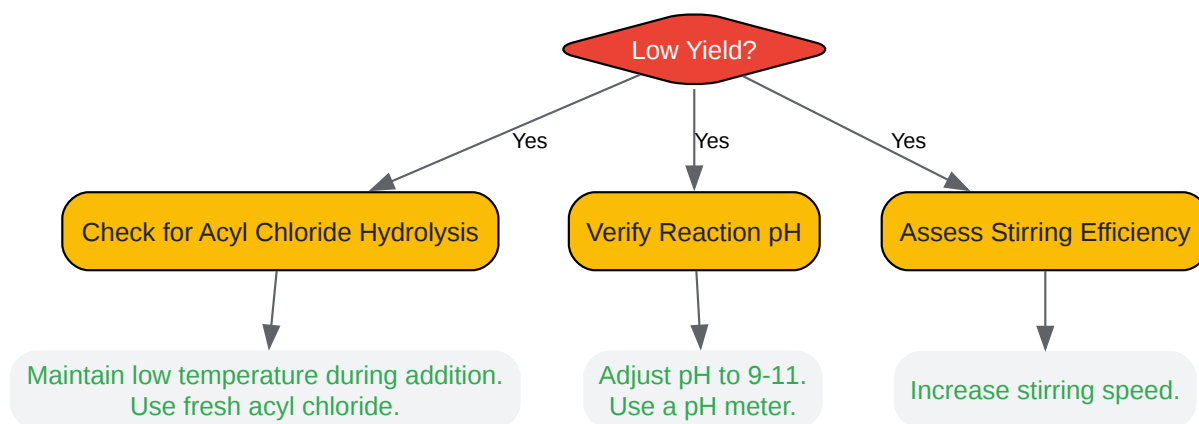 Low Yield?
Yes
Yes
Yes
Check for Acyl Chloride Hydrolysis
Verify Reaction pH
Assess Stirring Efficiency
Maintain low temperature during addition.
Use fresh acyl chloride.
Adjust pH to 9-11.
Use a pH meter.
Increase stirring speed.